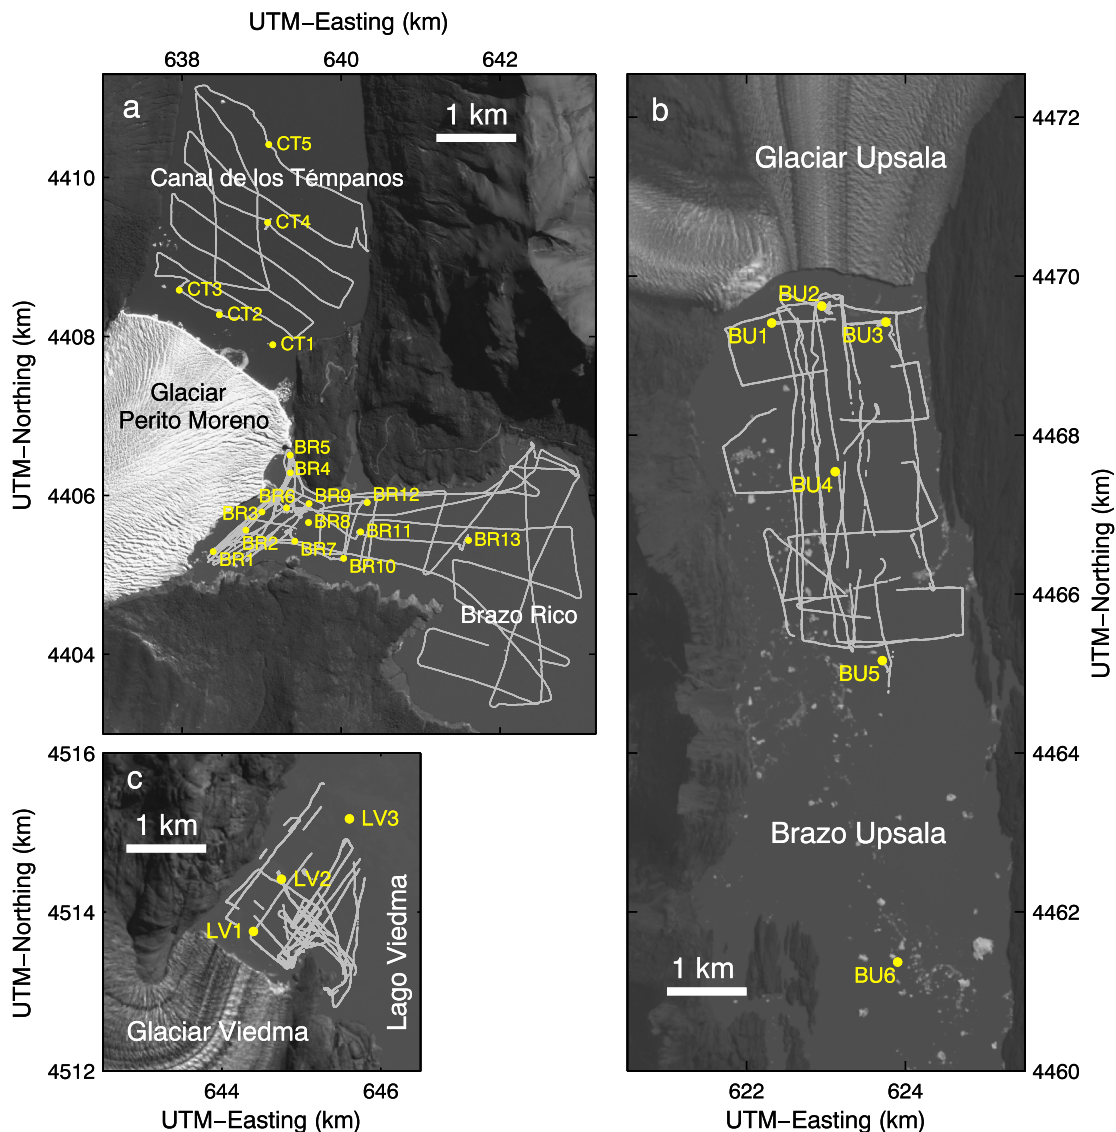 UTM–Easting (km)
638
640
642
a
1 km
CT5
4410
Canal de los Témpanos
CT4
CT3
CT2
4408
CT1
Glaciar
Perito Moreno
BR5
BR4
4406
BR6
BR9
BR12
BR3
BR8
BR11
BR2
BR7
BR13
BR1
BR10
Brazo Rico
4404
UTM–Northing (km)
b
4472
Glaciar Upsala
4470
BU2
BU1
BU3
4468
BU4
4466
BU5
4464
Brazo Upsala
4462
BU6
1 km
4460
622
624
UTM–Easting (km)
UTM–Northing (km)
4516
c
1 km
LV3
LV2
4514
LV1
Lago Viedma
Glaciar Viedma
4512
644
646
UTM–Easting (km)
UTM–Northing (km)